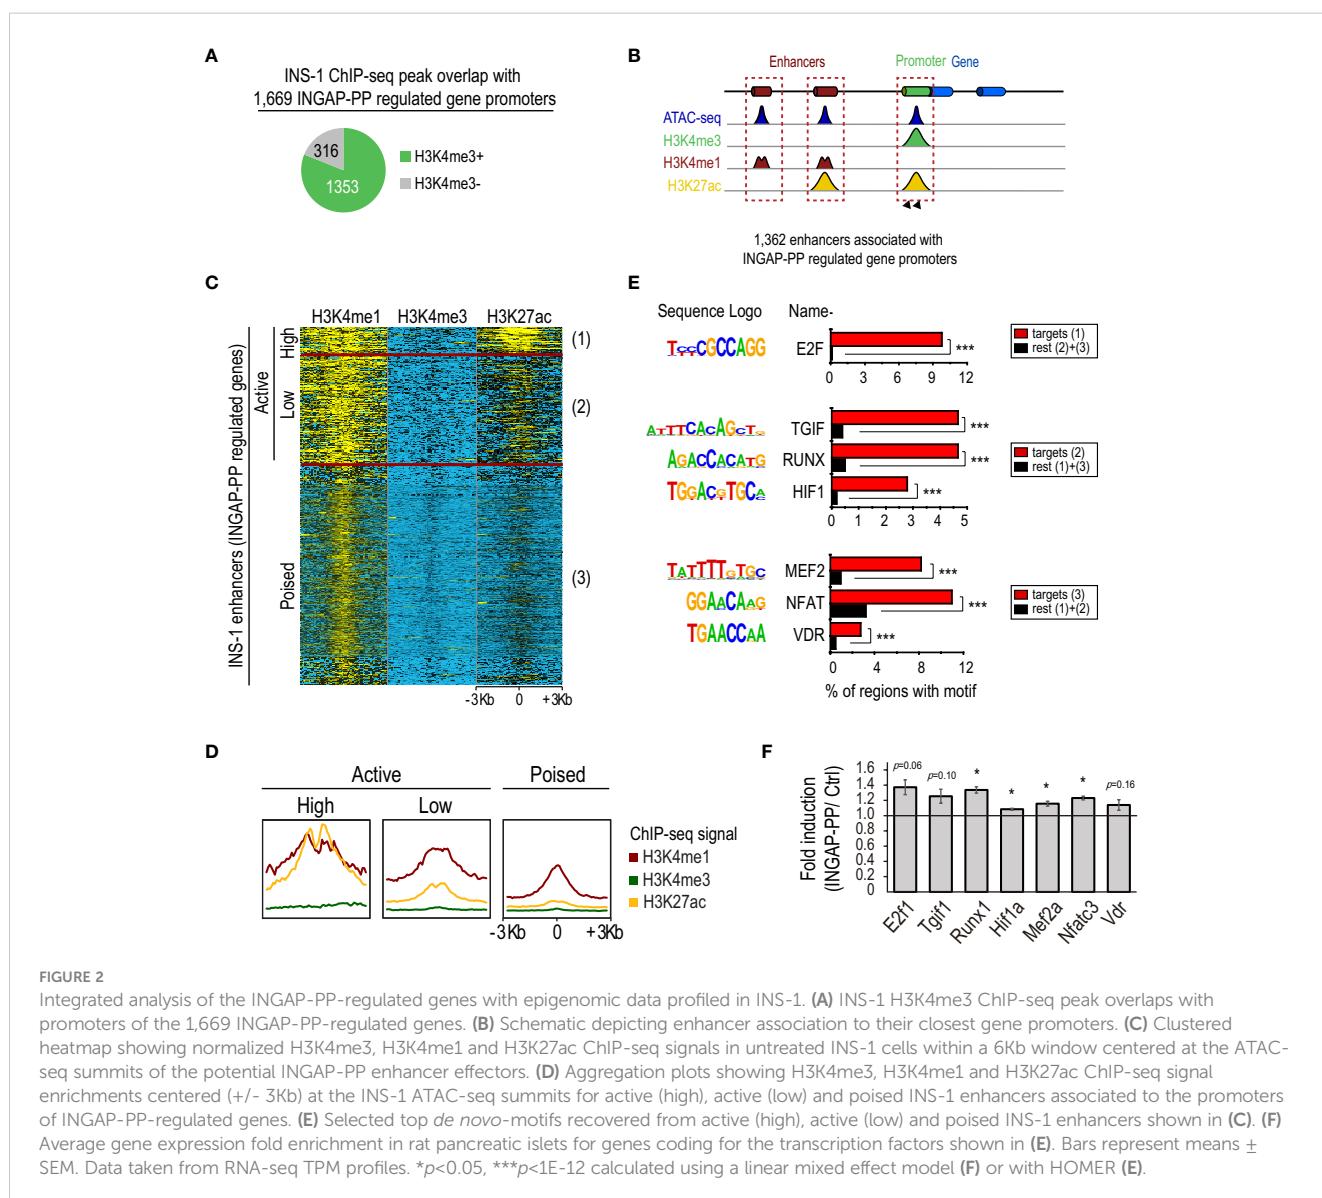 A
INS-1 ChIP-seq peak overlap with
1,669 INGAP-PP regulated gene promoters
316
1353
H3K4me3+
H3K4me3-
B
Enhancers
Promoter Gene
ATAC-seq
H3K4me3
H3K4me1
H3K27ac
1,362 enhancers associated with
INGAP-PP regulated gene promoters
C
H3K4me1 H3K4me3 H3K27ac
INS-1 enhancers (INGAP-PP regulated genes)
Active
High
Low
Poised
(1)
(2)
(3)
-3Kb 0 +3Kb
D
Active Poised
High Low
-3Kb 0 +3Kb
ChIP-seq signal
H3K4me1
H3K4me3
H3K27ac
E
Sequence Logo Name-
CGCCAGG E2F ***
0 3 6 9 12
targets (1)
rest (2)+(3)
TGIF ***
AGACCACATG RUNX ***
TGGACGTGCA HIF1 ***
0 1 2 3 4 5
targets (2)
rest (1)+(3)
TATTTTGTGC MEF2 ***
GGAACAAG NFAT ***
TGAACCAA VDR ***
0 4 8 12
% of regions with motif
targets (3)
rest (1)+(2)
F
Fold induction
(INGAP-PP/ Ctrl)
1.6
1.4
1.2
1.0
0.8
0.6
0.4
0.2
0
p=0.06 p=0.10 * * * * p=0.16
E2f1 Tgif1 Runx1 Hif1a Mef2a Nfatc3 Vdr
FIGURE 2
Integrated analysis of the INGAP-PP-regulated genes with epigenomic data profiled in INS-1. (A) INS-1 H3K4me3 ChIP-seq peak overlaps with
promoters of the 1,669 INGAP-PP-regulated genes. (B) Schematic depicting enhancer association to their closest gene promoters. (C) Clustered
heatmap showing normalized H3K4me3, H3K4me1 and H3K27ac ChIP-seq signals in untreated INS-1 cells within a 6Kb window centered at the ATAC-
seq summits of the potential INGAP-PP enhancer effectors. (D) Aggregation plots showing H3K4me3, H3K4me1 and H3K27ac ChIP-seq signal
enrichments centered (+/- 3Kb) at the INS-1 ATAC-seq summits for active (high), active (low) and poised INS-1 enhancers associated to the promoters
of INGAP-PP-regulated genes. (E) Selected top de novo-motifs recovered from active (high), active (low) and poised INS-1 enhancers shown in (C). (F)
Average gene expression fold enrichment in rat pancreatic islets for genes coding for the transcription factors shown in (E). Bars represent means ±
SEM. Data taken from RNA-seq TPM profiles. *p<0.05, ***p<1E-12 calculated using a linear mixed effect model (F) or with HOMER (E).